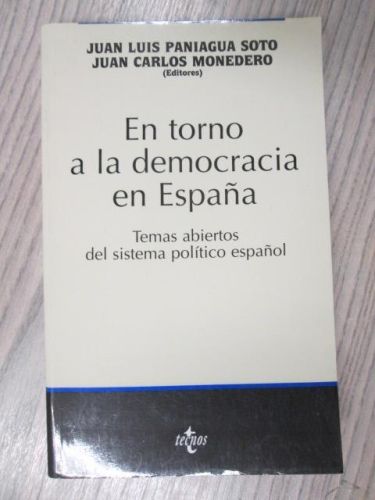 JUAN LUIS PANIAGUA SOTO
JUAN CARLOS MONEDERO
(Editores)
En torno
a la democracia
en España
Temas abiertos
del sistema político español
tecnos